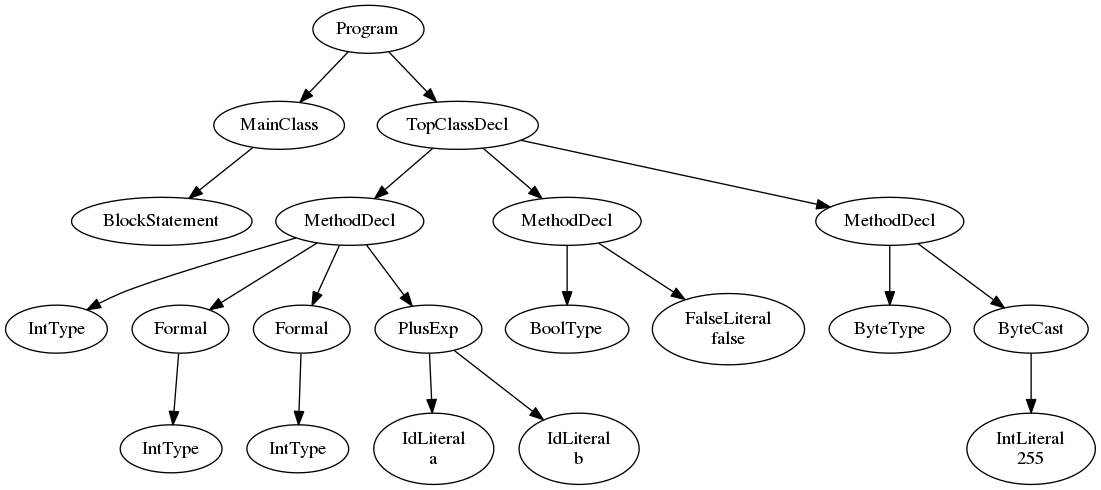 Program
MainClass
TopClassDecl
BlockStatement
MethodDecl
MethodDecl
MethodDecl
IntType
Formal
Formal
PlusExp
BoolType
FalseLiteral
false
ByteType
ByteCast
IntType
IntType
IdLiteral
a
IdLiteral
b
IntLiteral
255